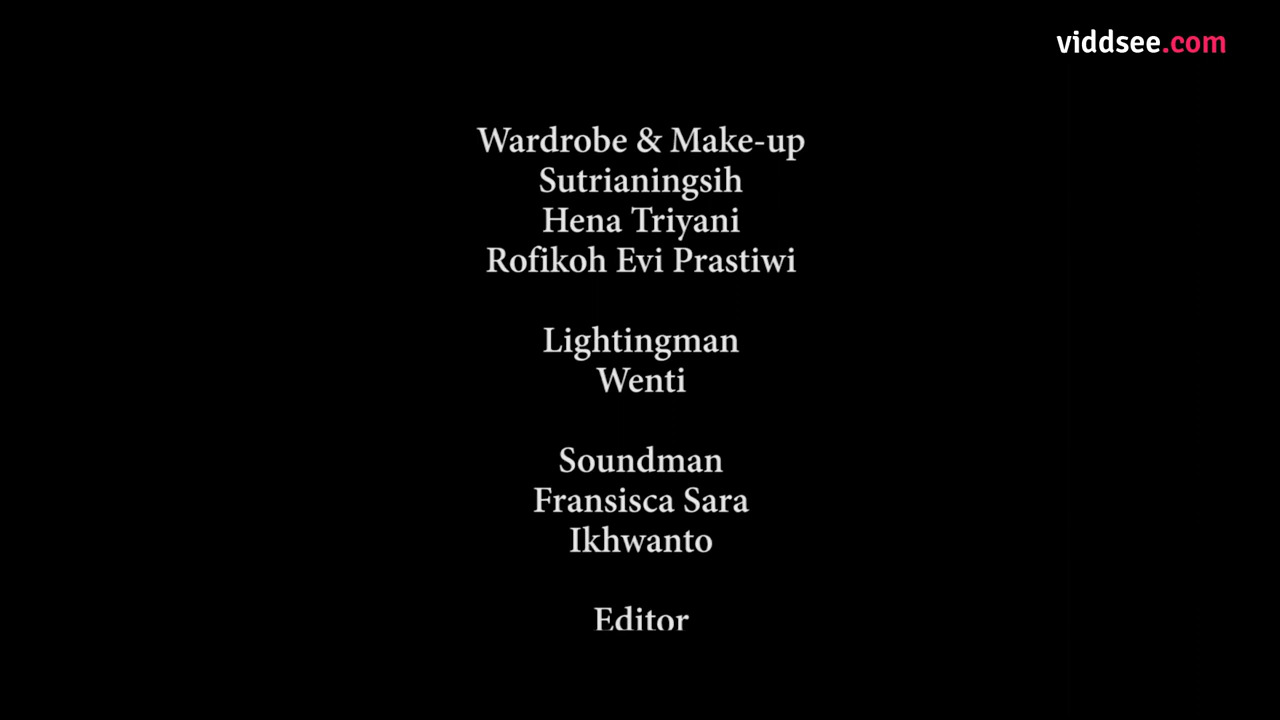 viddsee.com
Wardrobe & Make-up
Sutrianingsih
Hena Triyani
Rofikoh Evi Prastiwi
Lightingman
Wenti
Soundman
Fransisca Sara
Ikhwanto
Editor